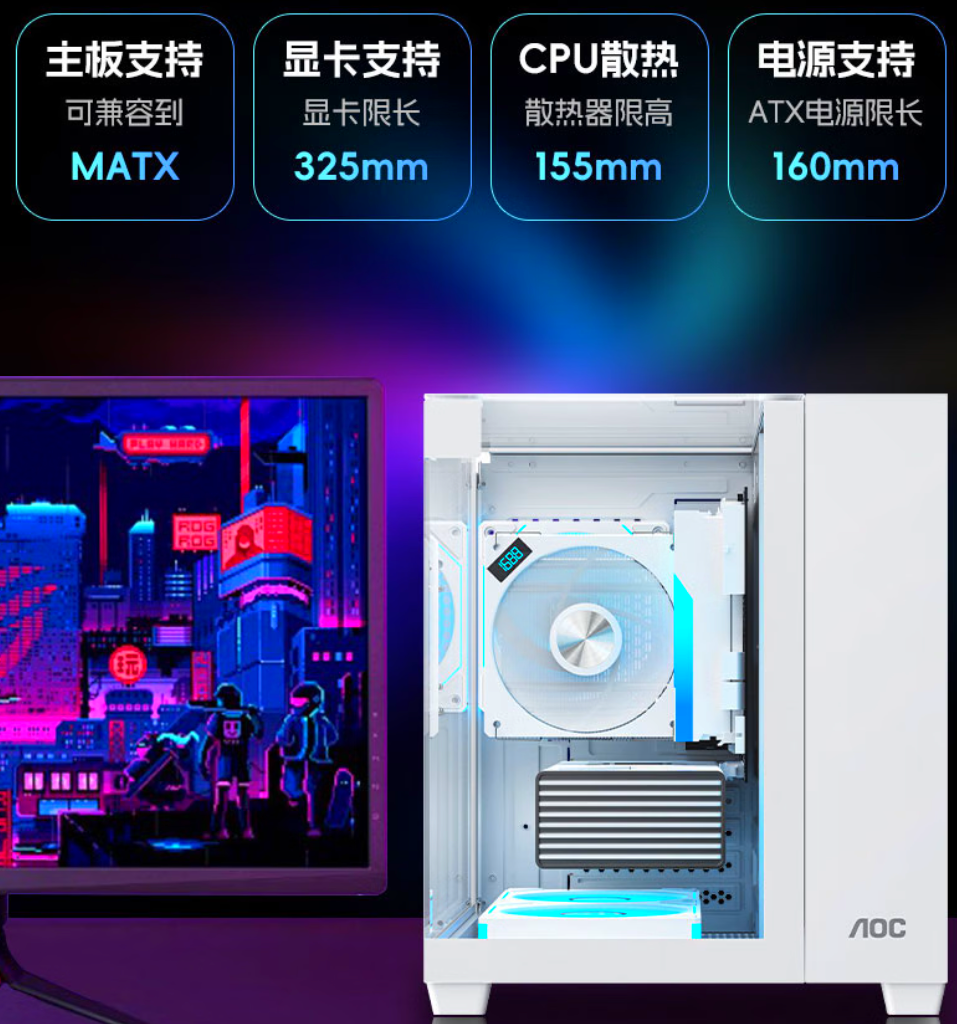 主板支持
可兼容到
MATX
显卡支持
显卡限长
325mm
CPU散热
散热器限高
155mm
电源支持
ATX电源限长
160mm
PLAY HARD
ROG
ROG
玩
1688
AOC